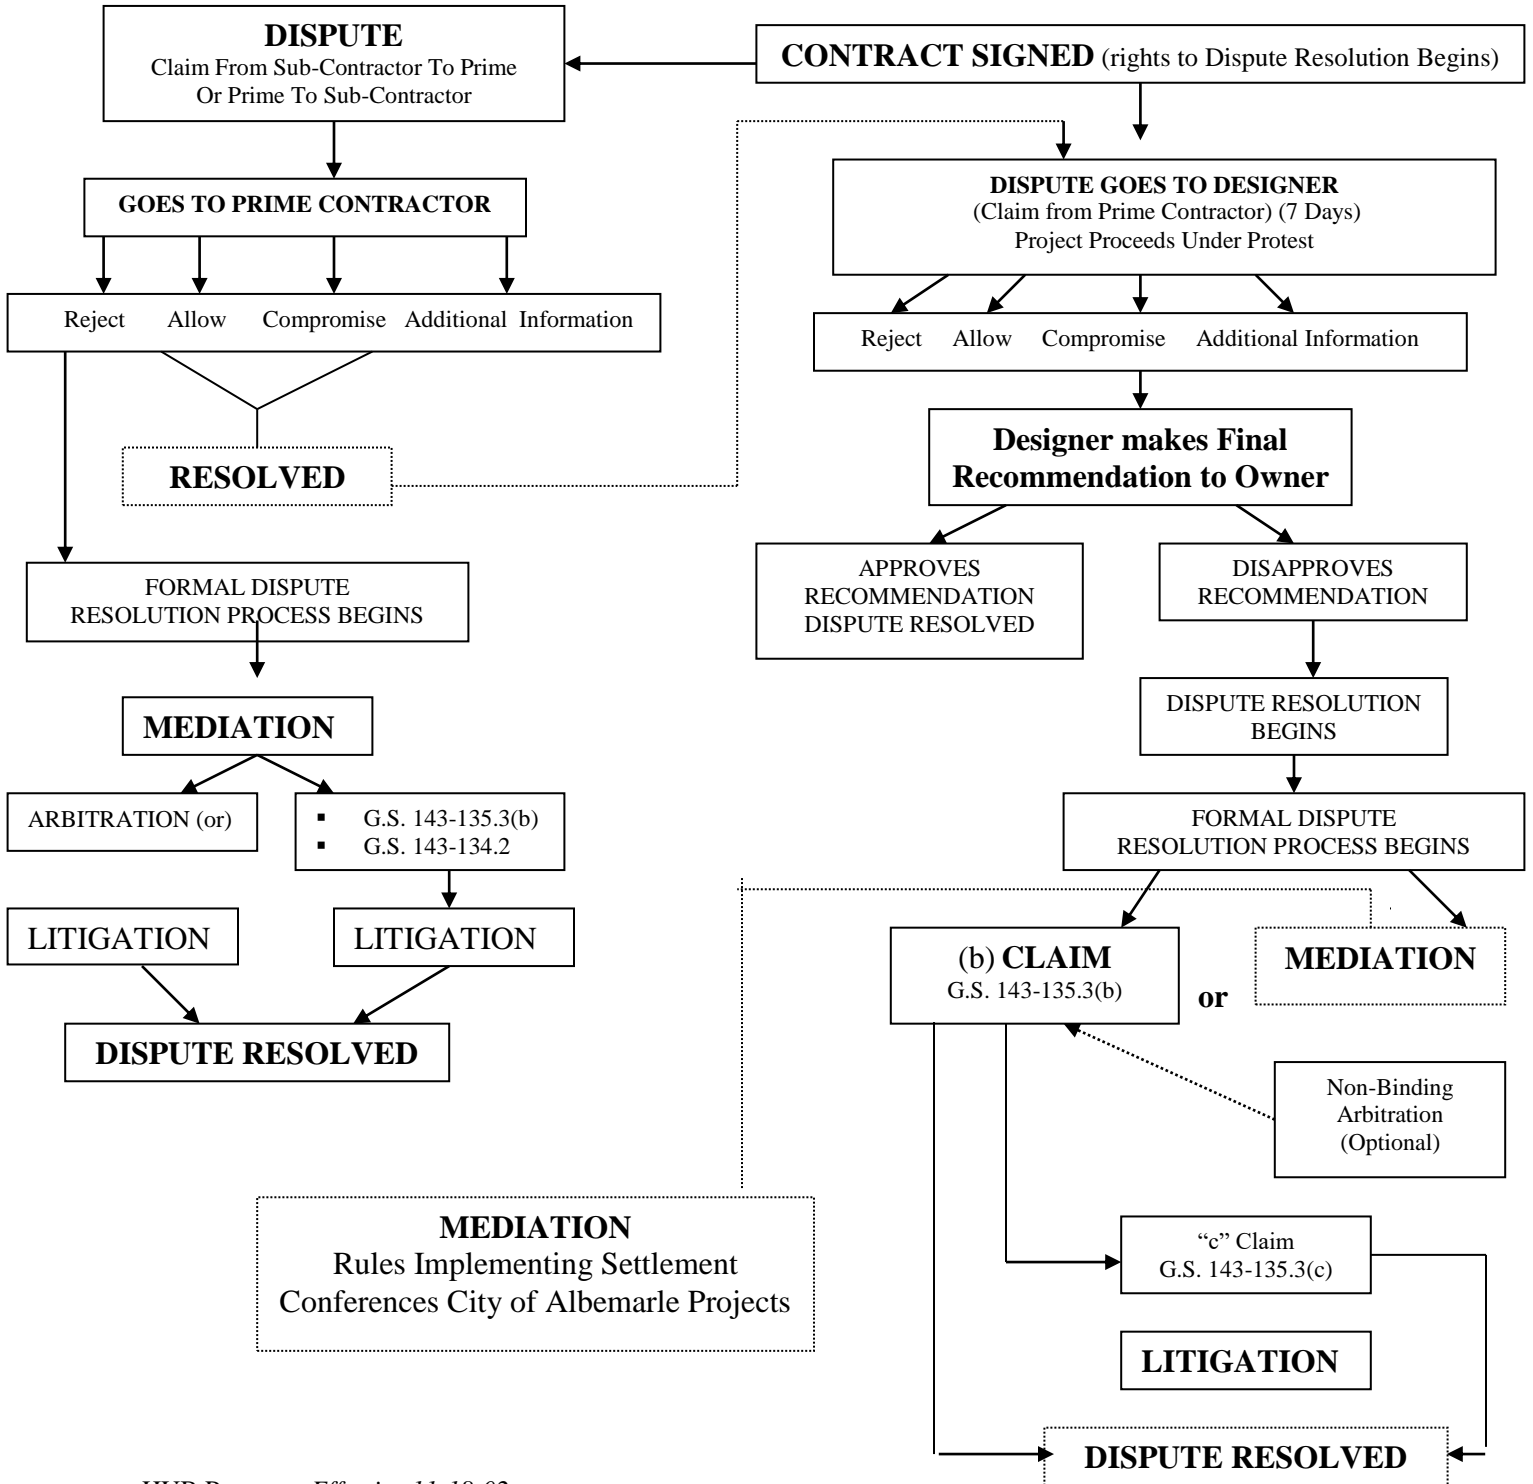 DISPUTE
Claim From Sub-Contractor To Prime
Or Prime To Sub-Contractor
CONTRACT SIGNED (rights to Dispute Resolution Begins)
GOES TO PRIME CONTRACTOR
Reject Allow Compromise Additional Information
RESOLVED
FORMAL DISPUTE
RESOLUTION PROCESS BEGINS
MEDIATION
ARBITRATION (or)
▪ G.S. 143-135.3(b)
▪ G.S. 143-134.2
LITIGATION
LITIGATION
DISPUTE RESOLVED
DISPUTE GOES TO DESIGNER
(Claim from Prime Contractor) (7 Days)
Project Proceeds Under Protest
Reject Allow Compromise Additional Information
Designer makes Final
Recommendation to Owner
APPROVES
RECOMMENDATION
DISPUTE RESOLVED
DISAPPROVES
RECOMMENDATION
DISPUTE RESOLUTION
BEGINS
FORMAL DISPUTE
RESOLUTION PROCESS BEGINS
(b) CLAIM
G.S. 143-135.3(b)
or
MEDIATION
Non-Binding
Arbitration
(Optional)
MEDIATION
Rules Implementing Settlement
Conferences City of Albemarle Projects
“c” Claim
G.S. 143-135.3(c)
LITIGATION
DISPUTE RESOLVED